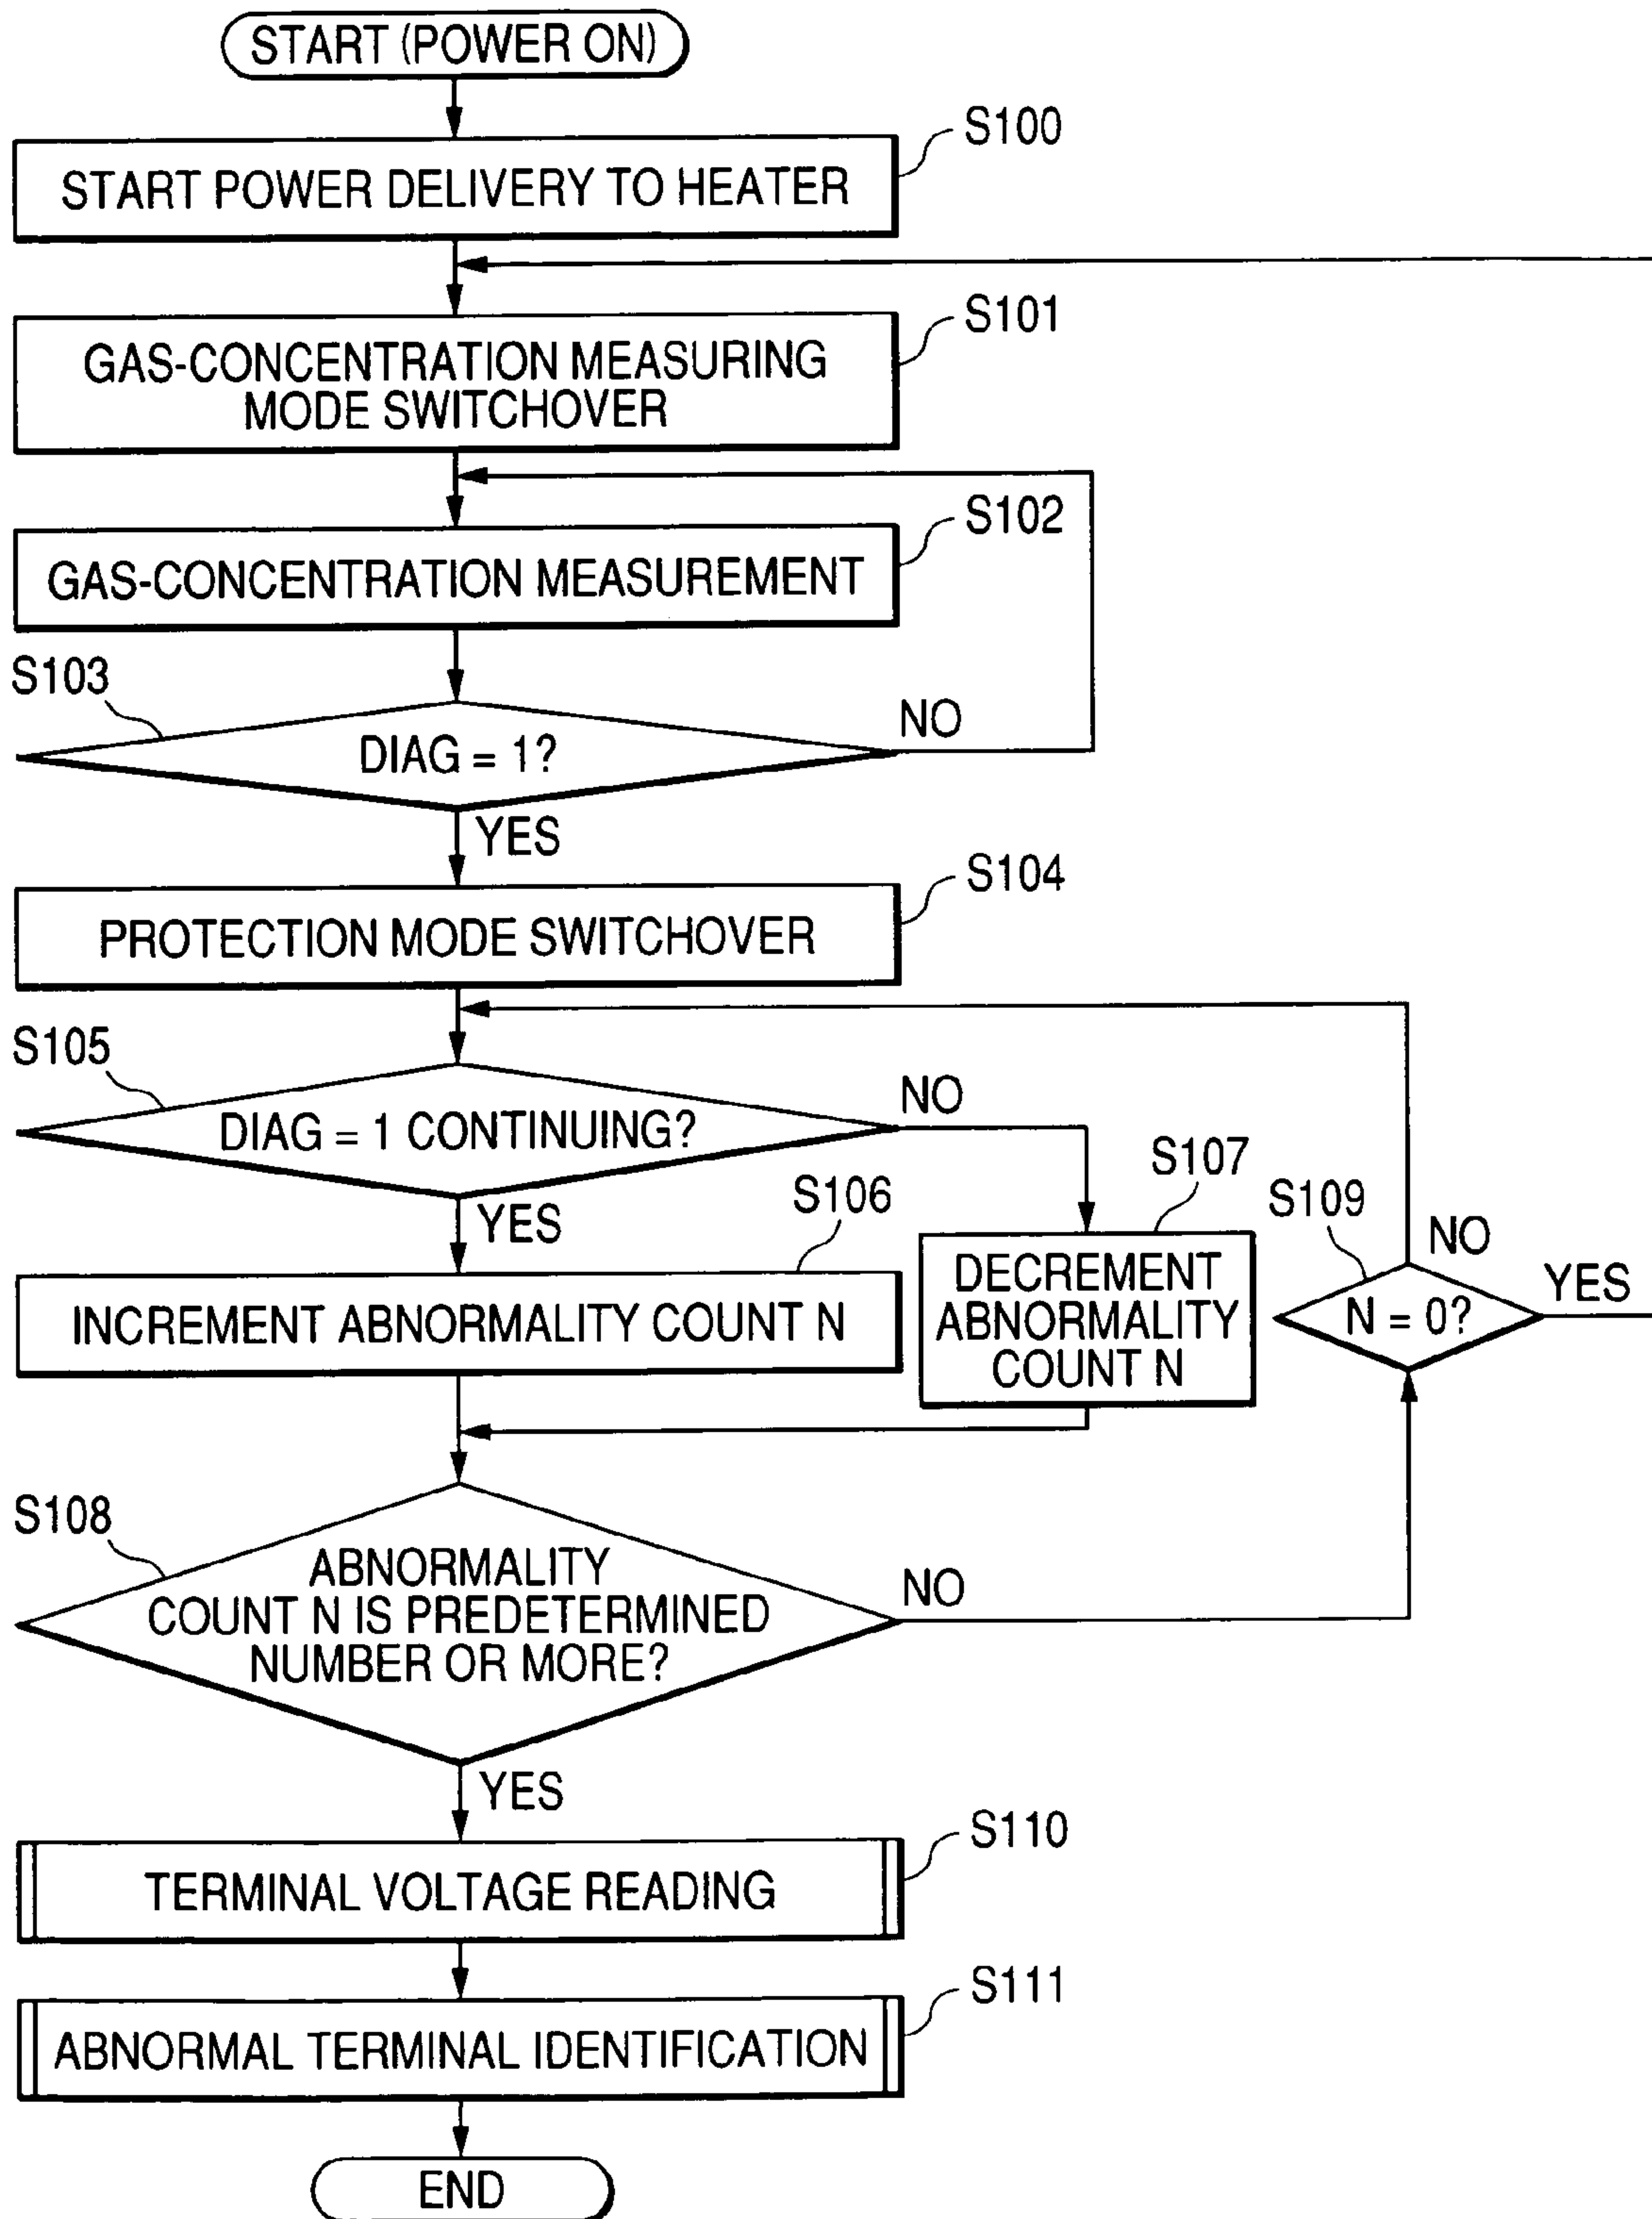 START (POWER ON)
S100
START POWER DELIVERY TO HEATER
S101
GAS-CONCENTRATION MEASURING
MODE SWITCHOVER
S102
GAS-CONCENTRATION MEASUREMENT
S103
DIAG = 1?
NO
YES
S104
PROTECTION MODE SWITCHOVER
S105
DIAG = 1 CONTINUING?
NO
YES
S106
INCREMENT ABNORMALITY COUNT N
S107
DECREMENT
ABNORMALITY
COUNT N
S109
N = 0?
NO
YES
S108
ABNORMALITY
COUNT N IS PREDETERMINED
NUMBER OR MORE?
NO
YES
S110
TERMINAL VOLTAGE READING
S111
ABNORMAL TERMINAL IDENTIFICATION
END